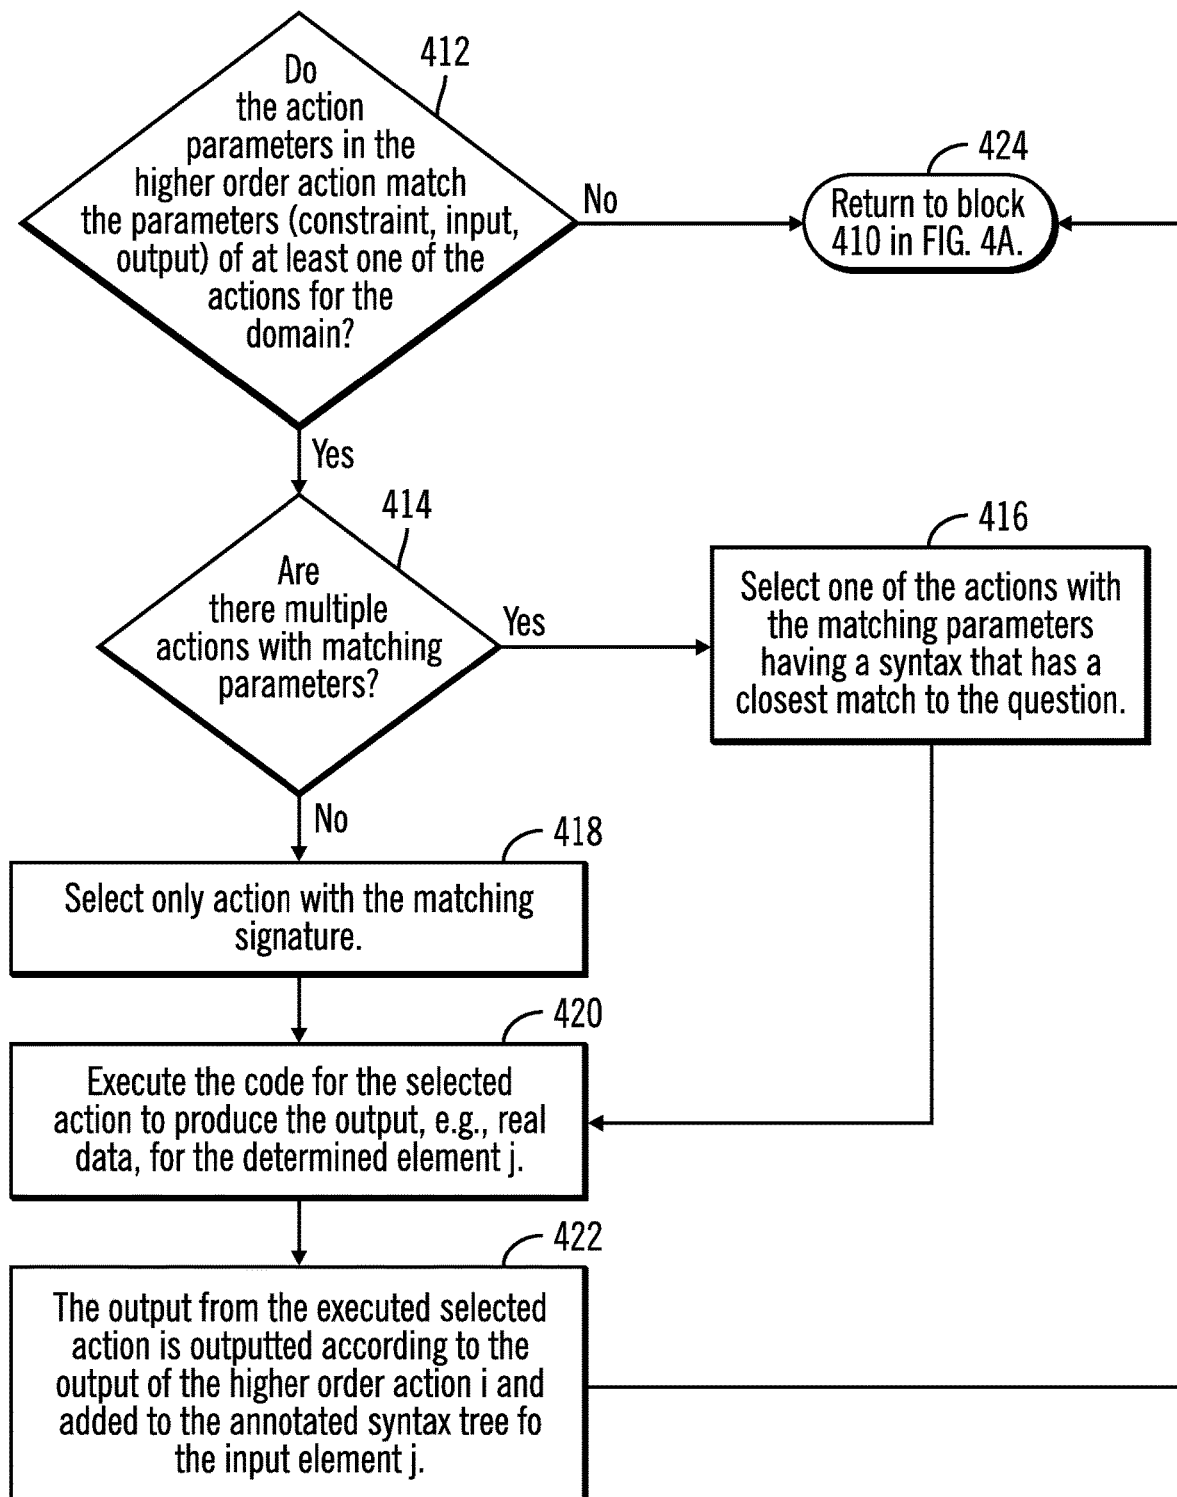 412
Do
the action
parameters in the
higher order action match
the parameters (constraint, input,
output) of at least one of the
actions for the
domain?
No
424
Return to block
410 in FIG. 4A.
Yes
414
Are
there multiple
actions with matching
parameters?
Yes
416
Select one of the actions with
the matching parameters
having a syntax that has a
closest match to the question.
No
418
Select only action with the matching
signature.
420
Execute the code for the selected
action to produce the output, e.g., real
data, for the determined element j.
422
The output from the executed selected
action is outputted according to the
output of the higher order action i and
added to the annotated syntax tree fo
the input element j.